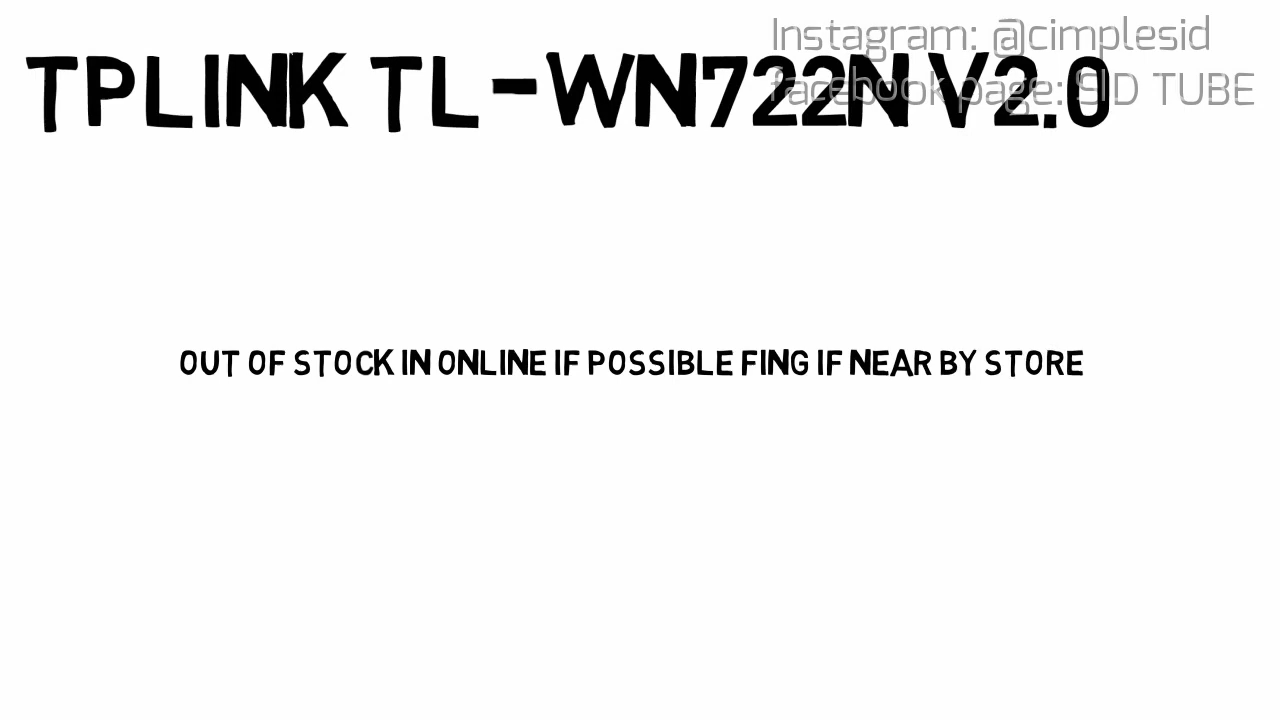 Instagram: @cimplesid
TPLINK TL-WN722N V2.0
facebook page: SID TUBE
OUT OF STOCK IN ONLINE IF POSSIBLE FING IF NEAR BY STORE